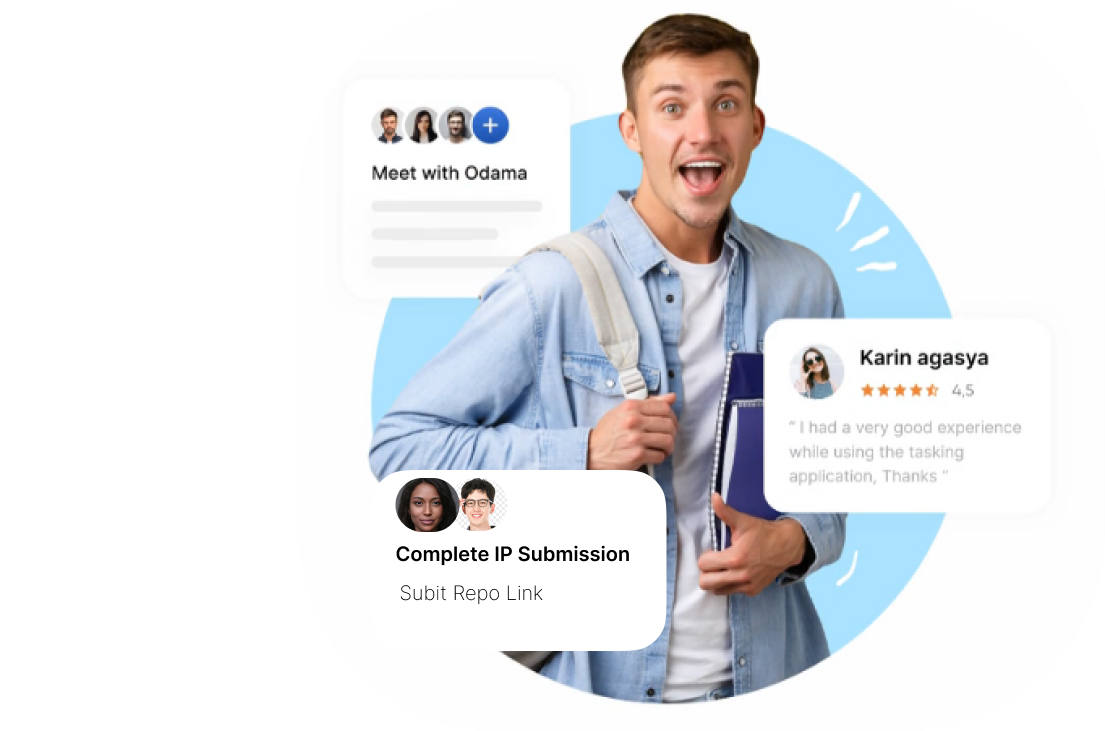 Meet with Odama
Karin agasya
4,5
“ I had a very good experience
while using the tasking
application, Thanks “
Complete IP Submission
Subit Repo Link